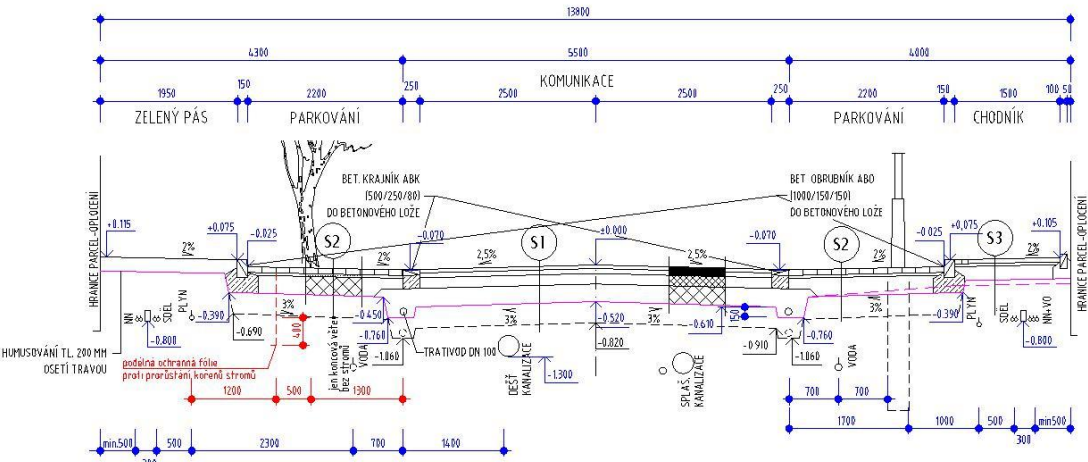 13800
4300 5500 4000
KOMUNIKACE
1950 150 2200 250 2500 2500 250 2200 150 1500 100 50
ZELENÝ PÁS PARKOVÁNÍ PARKOVÁNÍ CHODNÍK
BET. KRAJNÍK ABK
(500/250/80)
DO BETONOVÉHO LOŽE
BET. OBRUBNÍK ABO
(1000/150/150)
DO BETONOVÉHO LOŽE
HRANICE PARCEL-OPLOCENÍ
HRANICE PARCEL-OPLOCENÍ
+0.115 +0.075 -0.025 S2 -0.070 S1 ±0.000 -0.070 S2 -0.025 +0,075 S3 +0.105
2% 2% 2,5% 2,5% 2% 2%
NN SDEL PLYN
-0.390 3% -0.450 3% -0.520 3% -0.610 150 3% -0.390 PLYN SDEL NN+VO
-0.800 -0.690 400 -0.760 -0.820 -0.910 -0.760 -0.800
-1.060 TRATIVOD DN 100 -1.060
HUMUSOVÁNÍ TL. 200 MM
OSETÍ TRAVOU
podélná ochranná fólie
proti prorůstání kořenů stromů
jen koncová větev
bez stromů
VODA
DEŠŤ
KANALIZACE
-1.300
SPLAŠ.
KANALIZACE
VODA
1200 500 1300 700 700
1700 1000 500 min500
min.500 500 2300 700 1400 300